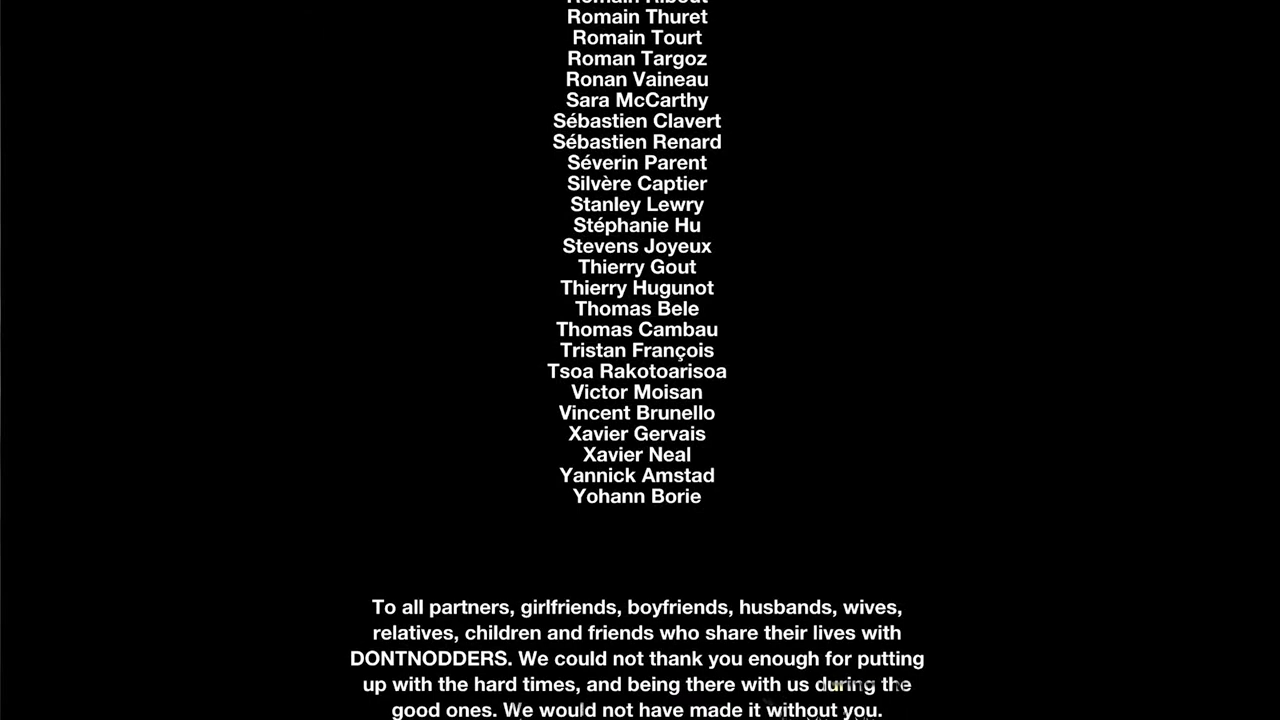 Romain Thuret
Romain Tourt
Roman Targoz
Ronan Vaineau
Sara McCarthy
Sébastien Clavert
Sébastien Renard
Séverin Parent
Silvère Captier
Stanley Lewry
Stéphanie Hu
Stevens Joyeux
Thierry Gout
Thierry Hugunot
Thomas Bele
Thomas Cambau
Tristan François
Tsoa Rakotoarisoa
Victor Moisan
Vincent Brunello
Xavier Gervais
Xavier Neal
Yannick Amstad
Yohann Borie
To all partners, girlfriends, boyfriends, husbands, wives,
relatives, children and friends who share their lives with
DONTNODDERS. We could not thank you enough for putting
up with the hard times, and being there with us during the
good ones. We would not have made it without you.